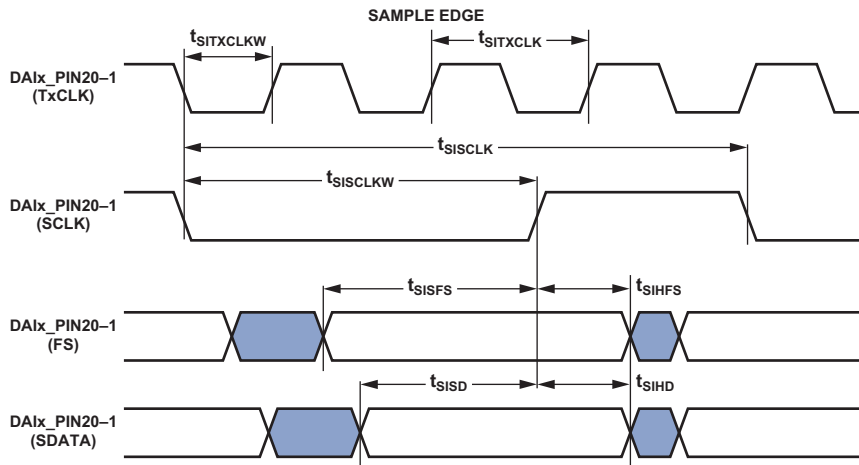 SAMPLE EDGE
tSITXCLKW
tSITXCLK
DAIx_PIN20–1
(TxCLK)
tSISCLK
tSISCLKW
DAIx_PIN20–1
(SCLK)
tSISFS
tSIHFS
DAIx_PIN20–1
(FS)
tSISD
tSIHD
DAIx_PIN20–1
(SDATA)